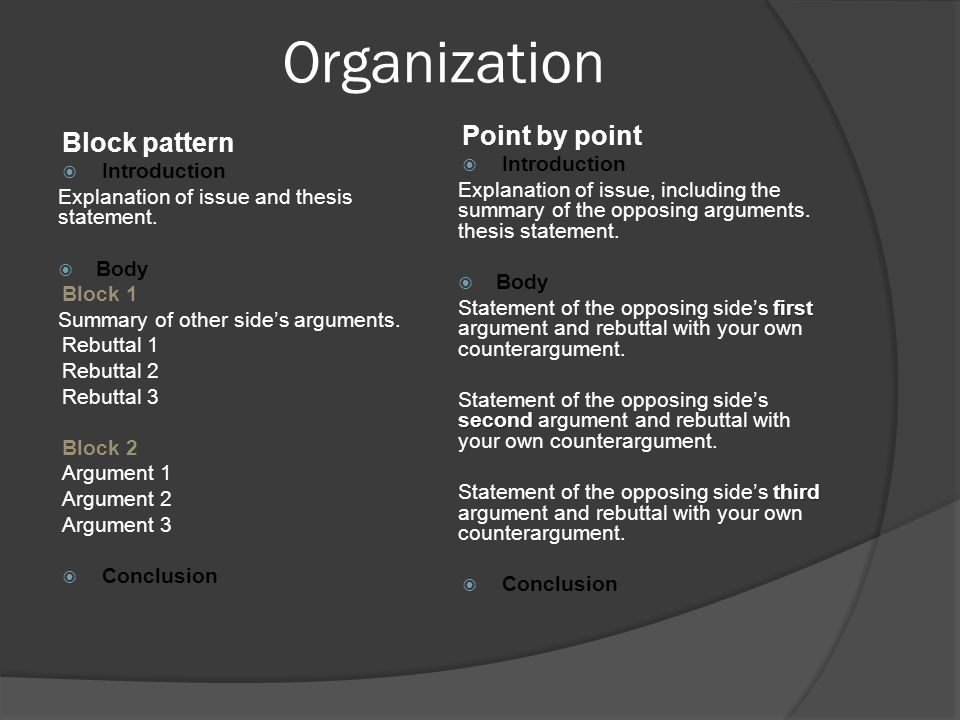 Organization
Block pattern
Introduction
Explanation of issue and thesis
statement.
Body
Block 1
Summary of other side’s arguments.
Rebuttal 1
Rebuttal 2
Rebuttal 3
Block 2
Argument 1
Argument 2
Argument 3
Conclusion
Point by point
Introduction
Explanation of issue, including the
summary of the opposing arguments.
thesis statement.
Body
Statement of the opposing side’s first
argument and rebuttal with your own
counterargument.
Statement of the opposing side’s
second argument and rebuttal with
your own counterargument.
Statement of the opposing side’s third
argument and rebuttal with your own
counterargument.
Conclusion